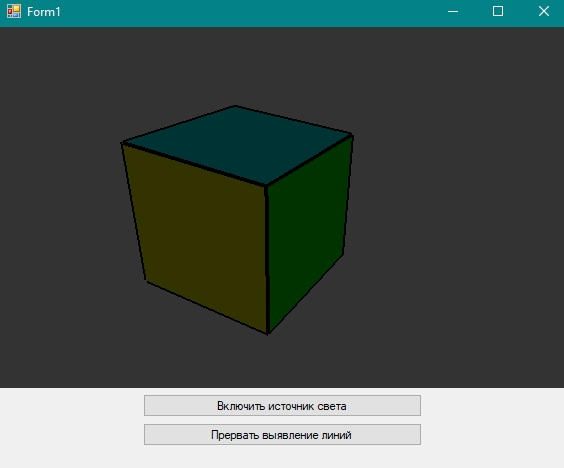 Form1
Включить источник света
Прервать выявление линий